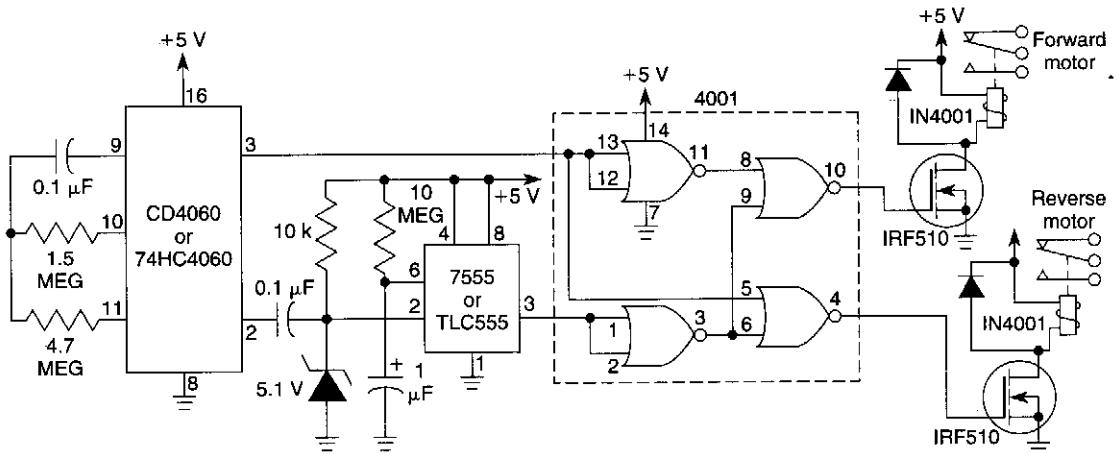 +5 V
16
9
0.1 µF
3
CD4060
or
74HC4060
10
1.5
MEG
11
4.7
MEG
2
8
0.1 µF
10 k
5.1 V
10
MEG
+5 V
4
8
6
7555
or
TLC555
2
3
1
+
1
µF
4001
+5 V
14
13
12
11
7
8
9
10
1
2
3
5
6
4
+5 V
Forward
motor
IN4001
IRF510
Reverse
motor
IN4001
IRF510